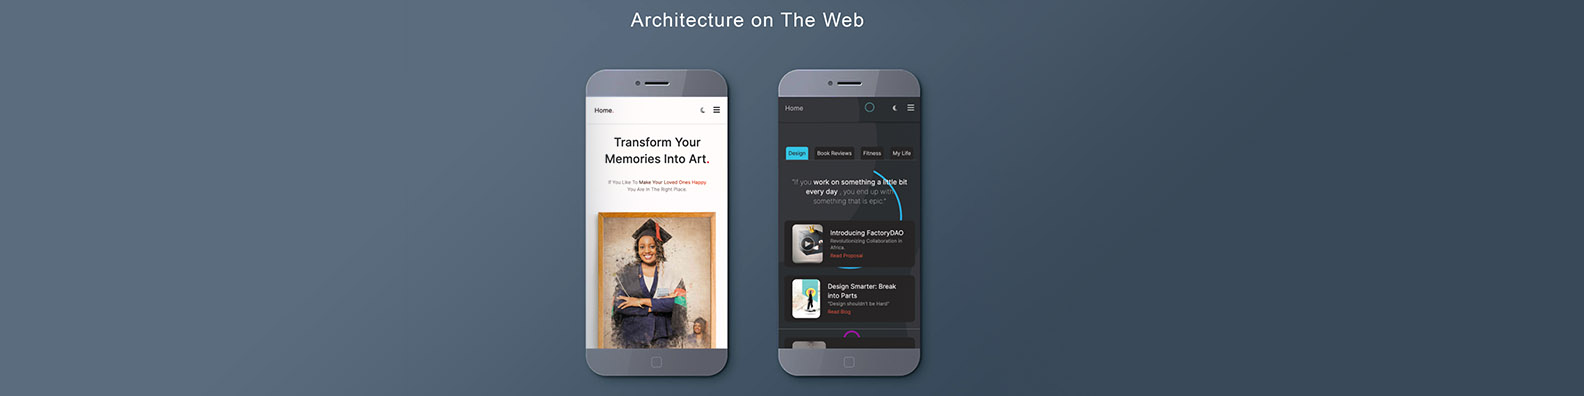 Architecture on The Web
Home.
Transform Your
Memories Into Art.
If You Like To Make Your Loved Ones Happy
You Are In The Right Place
Home
Design
Book Reviews
Fitness
My Life
"If you work on something a little bit
every day , you end up with
something that is epic."
Introducing FactoryDAO
Revolutionizing Collaboration in
Africa.
Read Proposal
Design Smarter: Break
into Parts
"Design shouldn't be Hard"
Read Blog